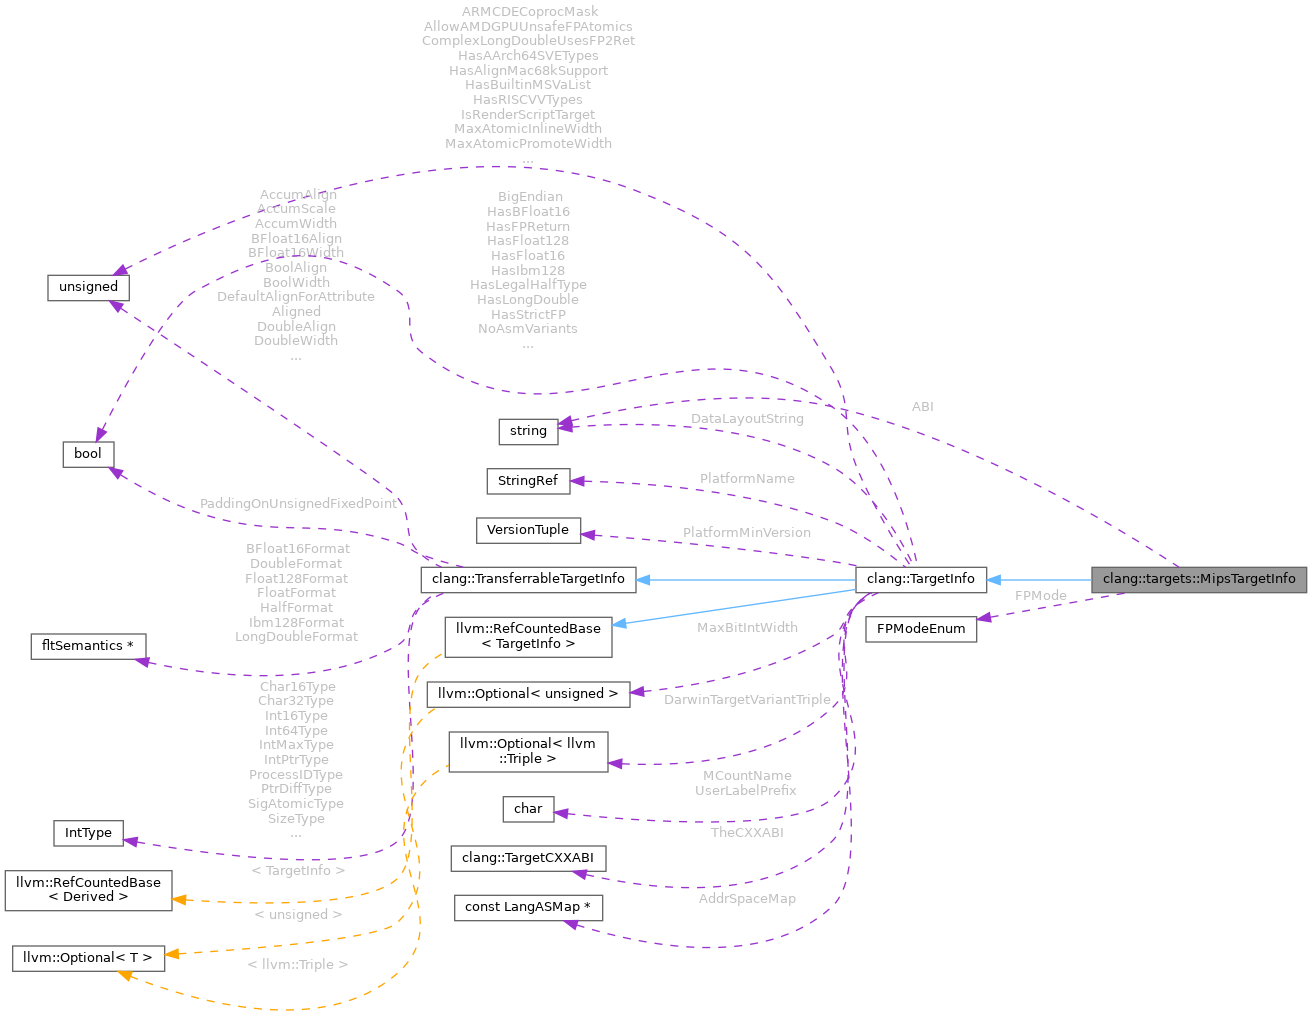 ARMCDECoprocMask
AllowAMDGPUUnsafeFPAtomics
ComplexLongDoubleUsesFP2Ret
HasAArch64SVETypes
HasAlignMac68kSupport
HasBuiltinMSVaList
HasRISCVVTypes
IsRenderScriptTarget
MaxAtomicInlineWidth
MaxAtomicPromoteWidth
...
AccumAlign
AccumScale
AccumWidth
BFloat16Align
BFloat16Width
BoolAlign
BoolWidth
DefaultAlignForAttribute
Aligned
DoubleAlign
DoubleWidth
...
BigEndian
HasBFloat16
HasFPReturn
HasFloat128
HasFloat16
HasIbm128
HasLegalHalfType
HasLongDouble
HasStrictFP
NoAsmVariants
...
unsigned
bool
string
ABI
DataLayoutString
StringRef
PlatformName
VersionTuple
PlatformMinVersion
PaddingOnUnsignedFixedPoint
clang::TransferrableTargetInfo
clang::TargetInfo
clang::targets::MipsTargetInfo
FPMode
FPModeEnum
BFloat16Format
DoubleFormat
Float128Format
FloatFormat
HalfFormat
Ibm128Format
LongDoubleFormat
fltSemantics *
llvm::RefCountedBase
< TargetInfo >
MaxBitIntWidth
llvm::Optional< unsigned >
DarwinTargetVariantTriple
llvm::Optional< llvm
::Triple >
Char16Type
Char32Type
Int16Type
Int64Type
IntMaxType
IntPtrType
ProcessIDType
PtrDiffType
SigAtomicType
SizeType
...
IntType
MCountName
UserLabelPrefix
char
TheCXXABI
clang::TargetCXXABI
AddrSpaceMap
const LangASMap *
< TargetInfo >
llvm::RefCountedBase
< Derived >
< unsigned >
llvm::Optional< T >
< llvm::Triple >